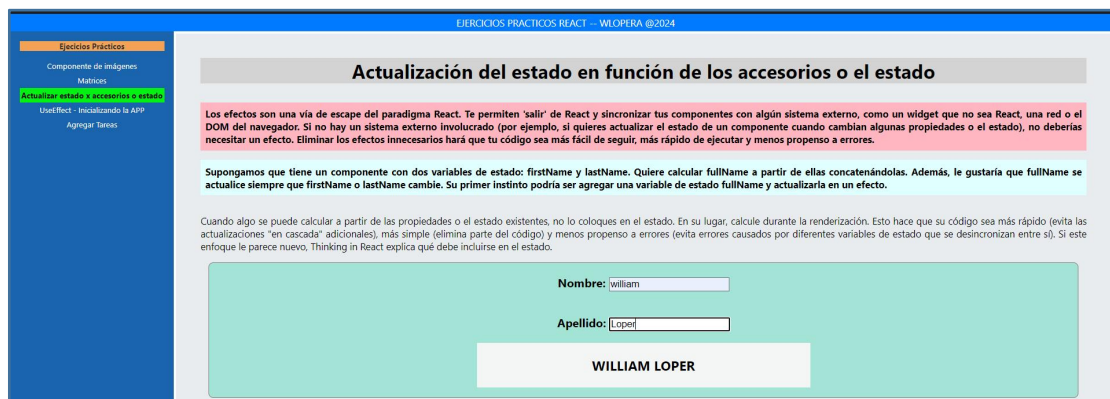 EJERCICIOS PRACTICOS REACT -- WLOPERA @2024
Ejecicios Prácticos
Componente de imágenes
Matrices
Actualizar estado x accesorios o estado
UseEffect - Inicializando la APP
Agregar Tareas
Actualización del estado en función de los accesorios o el estado
Los efectos son una vía de escape del paradigma React. Te permiten 'salir' de React y sincronizar tus componentes con algún sistema externo, como un widget que no sea React, una red o el
DOM del navegador. Si no hay un sistema externo involucrado (por ejemplo, si quieres actualizar el estado de un componente cuando cambian algunas propiedades o el estado), no deberías
necesitar un efecto. Eliminar los efectos innecesarios hará que tu código sea más fácil de seguir, más rápido de ejecutar y menos propenso a errores.
Supongamos que tiene un componente con dos variables de estado: firstName y lastName. Quiere calcular fullName a partir de ellas concatenándolas. Además, le gustaría que fullName se
actualice siempre que firstName o lastName cambie. Su primer instinto podría ser agregar una variable de estado fullName y actualizarla en un efecto.
Cuando algo se puede calcular a partir de las propiedades o el estado existentes, no lo coloques en el estado. En su lugar, calcule durante la renderización. Esto hace que su código sea más rápido (evita las
actualizaciones "en cascada" adicionales), más simple (elimina parte del código) y menos propenso a errores (evita errores causados por diferentes variables de estado que se desincronizan entre sí). Si este
enfoque le parece nuevo, Thinking in React explica qué debe incluirse en el estado.
Nombre: william
Apellido: Loper
WILLIAM LOPER